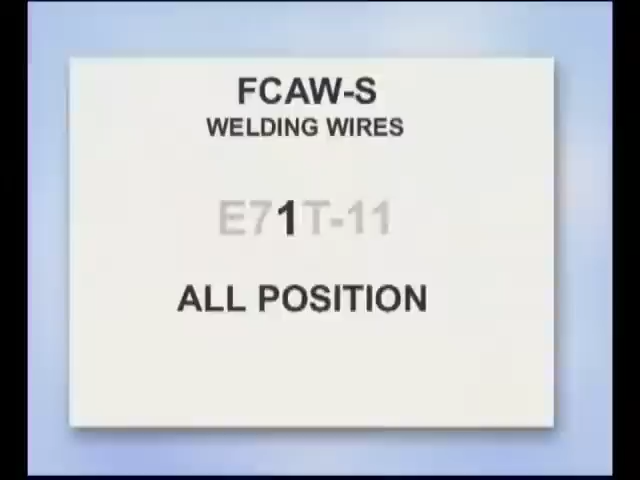 FCAW-S
WELDING WIRES
E71T-11
ALL POSITION